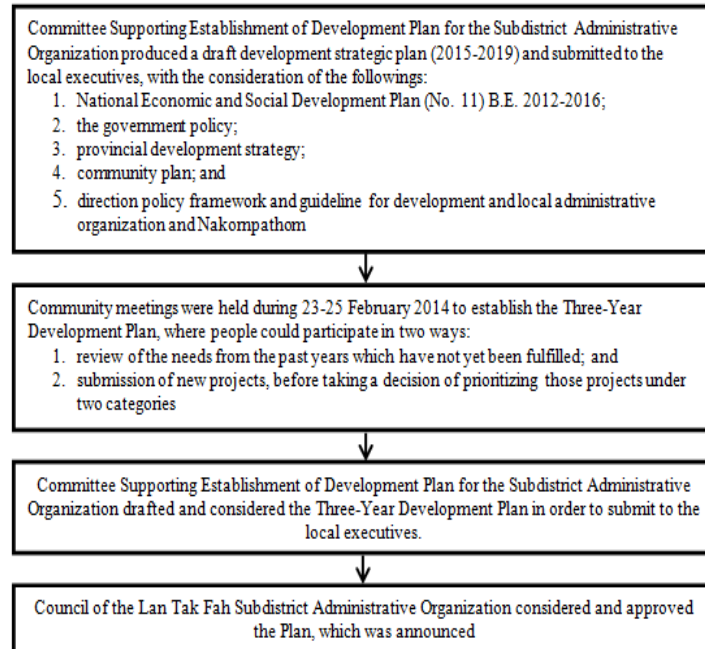 Committee Supporting Establishment of Development Plan for the Subdistrict Administrative
Organization produced a draft development strategic plan (2015-2019) and submitted to the
local executives, with the consideration of the followings:
1. National Economic and Social Development Plan (No. 11) B.E. 2012-2016;
2. the government policy;
3. provincial development strategy;
4. community plan; and
5. direction policy framework and guideline for development and local administrative
organization and Nakompathom
Community meetings were held during 23-25 February 2014 to establish the Three-Year
Development Plan, where people could participate in two ways:
1. review of the needs from the past years which have not yet been fulfilled; and
2. submission of new projects, before taking a decision of prioritizing those projects under
two categories
Committee Supporting Establishment of Development Plan for the Subdistrict Administrative
Organization drafted and considered the Three-Year Development Plan in order to submit to the
local executives.
Council of the Lan Tak Fah Subdistrict Administrative Organization considered and approved
the Plan, which was announced